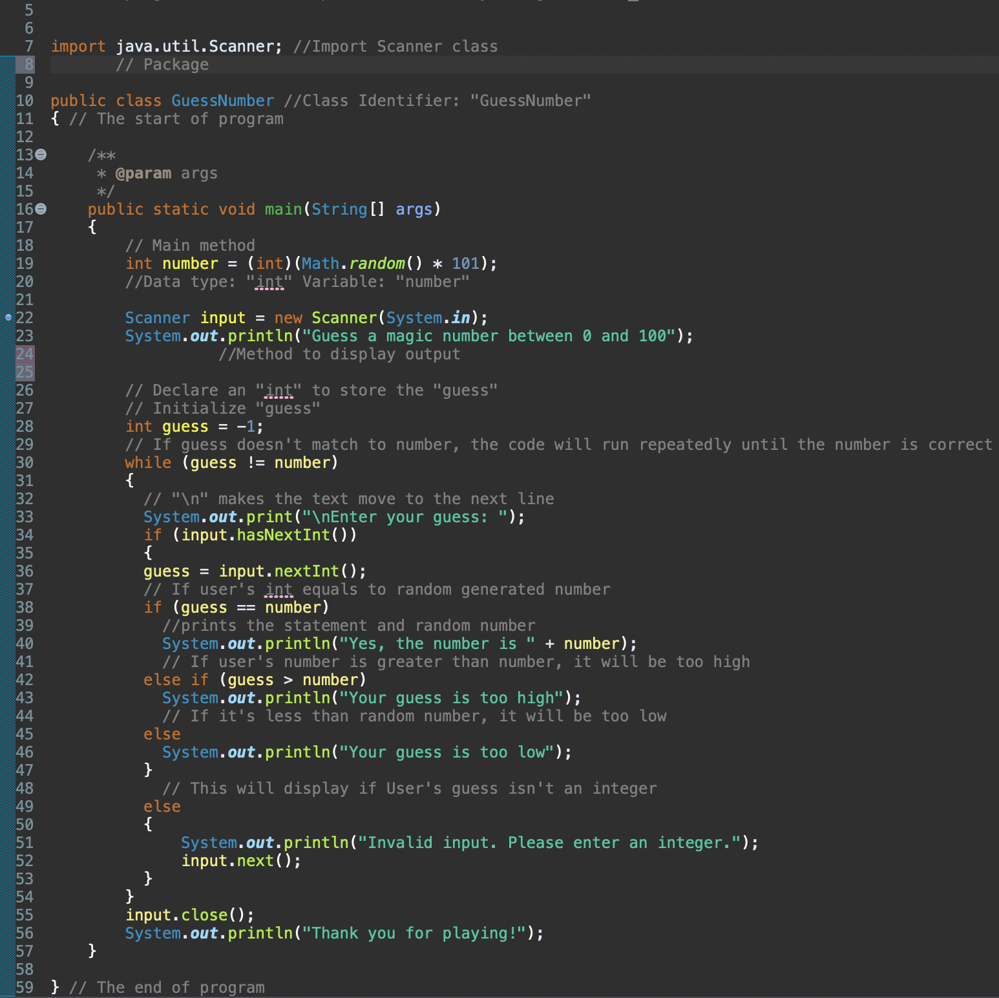 5
6
7 import java.util.Scanner; //Import Scanner class
8 // Package
9
10 public class GuessNumber //Class Identifier: "GuessNumber"
11 { // The start of program
12
13 /**
14 * @param args
15 */
16 public static void main(String[] args)
17 {
18 // Main method
19 int number = (int)(Math.random() * 101);
20 //Data type: "int" Variable: "number"
21
22 Scanner input = new Scanner(System.in);
23 System.out.println("Guess a magic number between 0 and 100");
24 //Method to display output
25
26 // Declare an "int" to store the "guess"
27 // Initialize "guess"
28 int guess = -1;
29 // If guess doesn't match to number, the code will run repeatedly until the number is correct
30 while (guess != number)
31 {
32 // "\n" makes the text move to the next line
33 System.out.print("\nEnter your guess: ");
34 if (input.hasNextInt())
35 {
36 guess = input.nextInt();
37 // If user's int equals to random generated number
38 if (guess == number)
39 //prints the statement and random number
40 System.out.println("Yes, the number is " + number);
41 // If user's number is greater than number, it will be too high
42 else if (guess > number)
43 System.out.println("Your guess is too high");
44 // If it's less than random number, it will be too low
45 else
46 System.out.println("Your guess is too low");
47 }
48 // This will display if User's guess isn't an integer
49 else
50 {
51 System.out.println("Invalid input. Please enter an integer.");
52 input.next();
53 }
54 }
55 input.close();
56 System.out.println("Thank you for playing!");
57 }
58
59 } // The end of program